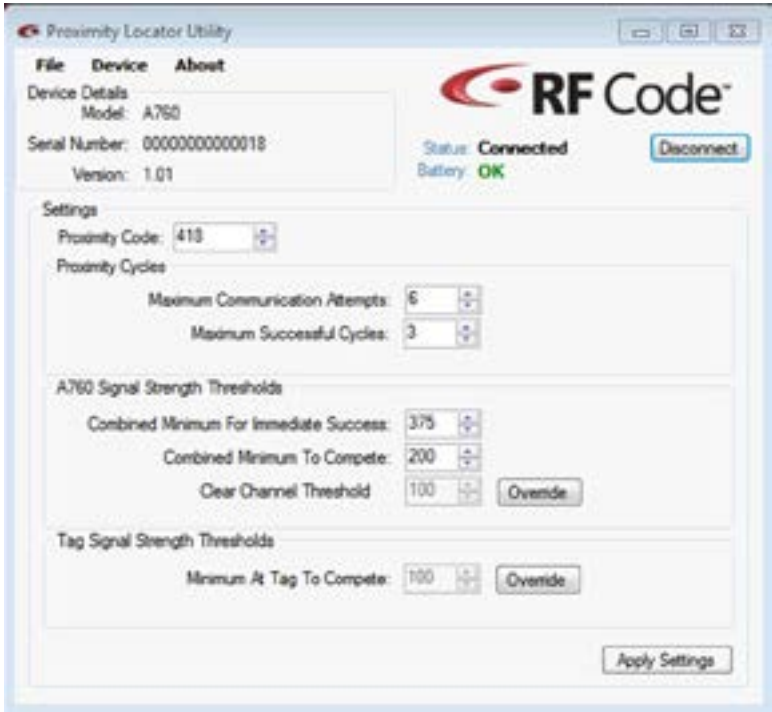 Proximity Locator Utility
File Device About
RF Code™
Device Details
Model: A760
Serial Number: 00000000000018
Version: 1.01
Status: Connected
Disconnect
Battery: OK
Settings
Proximity Code: 418
Proximity Cycles
Maximum Communication Attempts: 6
Maximum Successful Cycles: 3
A760 Signal Strength Thresholds
Combined Minimum For Immediate Success: 375
Combined Minimum To Compete: 200
Clear Channel Threshold 100 Override
Tag Signal Strength Thresholds
Minimum At Tag To Compete: 100 Override
Apply Settings